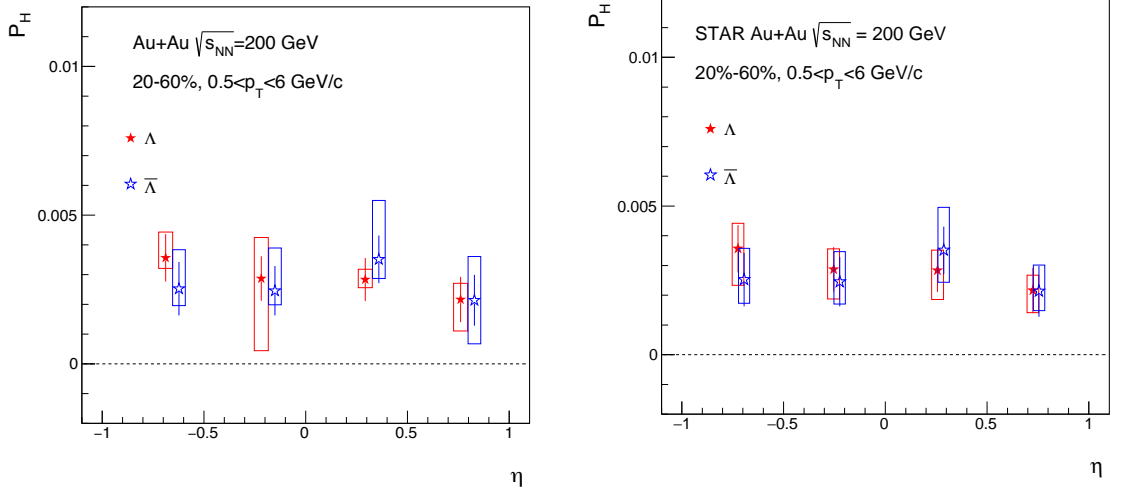 P_H
Au+Au √s_NN=200 GeV
20-60%, 0.5<p_T<6 GeV/c
Λ
Λ̅
0.01
0.005
0
−1
−0.5
0
0.5
1
η
P_H
STAR Au+Au √s_NN = 200 GeV
20%-60%, 0.5<p_T<6 GeV/c
Λ
Λ̅
0.01
0.005
0
−1
−0.5
0
0.5
1
η